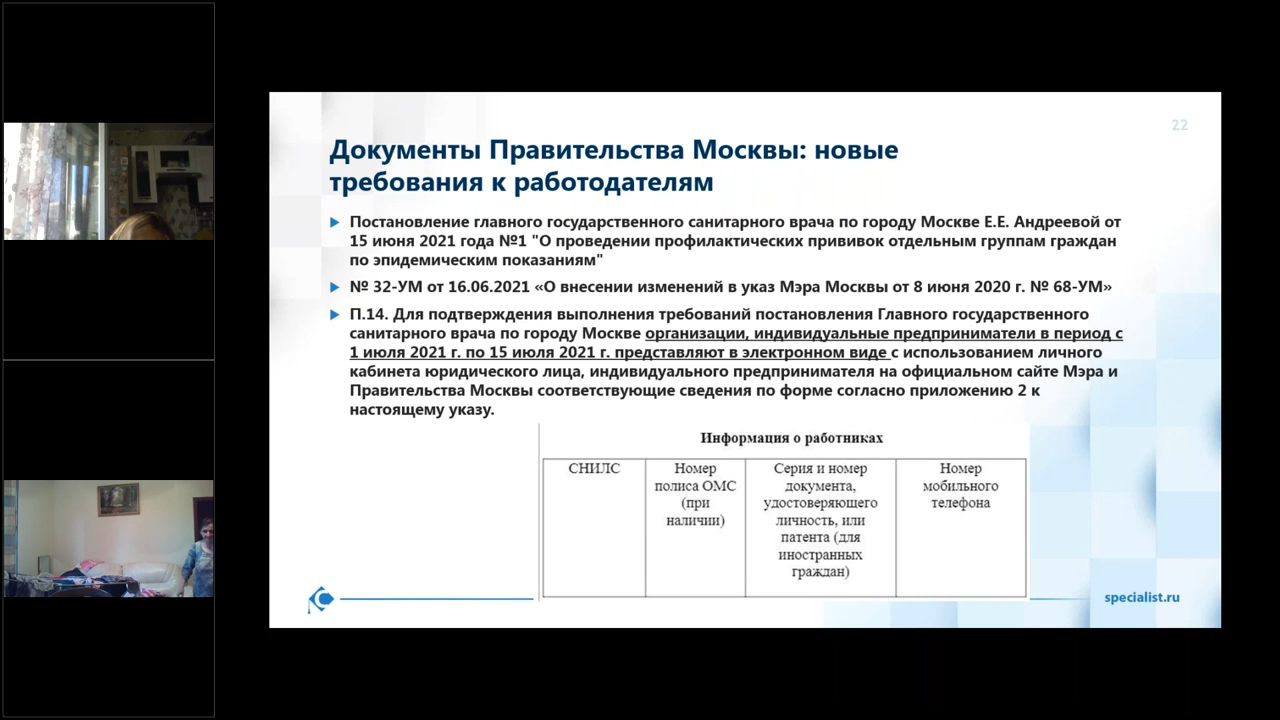 22
Документы Правительства Москвы: новые
требования к работодателям
Постановление главного государственного санитарного врача по городу Москве Е.Е. Андреевой от
15 июня 2021 года №1 "О проведении профилактических прививок отдельным группам граждан
по эпидемическим показаниям"
№ 32-УМ от 16.06.2021 «О внесении изменений в указ Мэра Москвы от 8 июня 2020 г. № 68-УМ»
П.14. Для подтверждения выполнения требований постановления Главного государственного
санитарного врача по городу Москве организации, индивидуальные предприниматели в период с
1 июля 2021 г. по 15 июля 2021 г. представляют в электронном виде с использованием личного
кабинета юридического лица, индивидуального предпринимателя на официальном сайте Мэра и
Правительства Москвы соответствующие сведения по форме согласно приложению 2 к
настоящему указу.
Информация о работниках
СНИЛС
Номер
полиса ОМС
(при
наличии)
Серия и номер
документа,
удостоверяющего
личность, или
патента (для
иностранных
граждан)
Номер
мобильного
телефона
specialist.ru